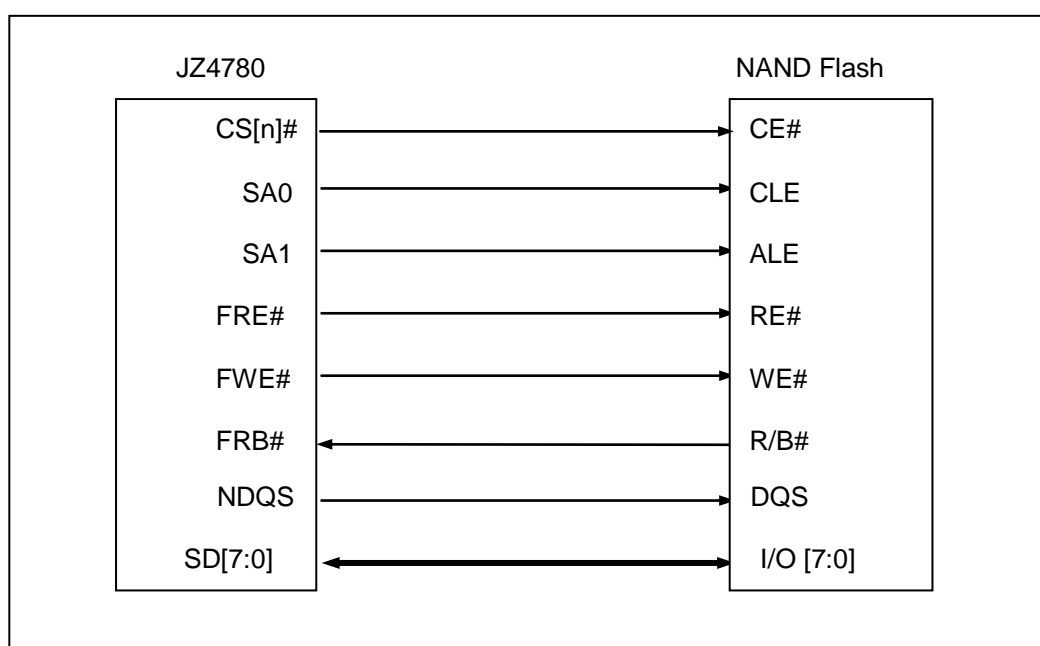 JZ4780 NAND Flash
CS[n]# CE#
SA0 CLE
SA1 ALE
FRE# RE#
FWE# WE#
FRB# R/B#
NDQS DQS
SD[7:0] I/O [7:0]